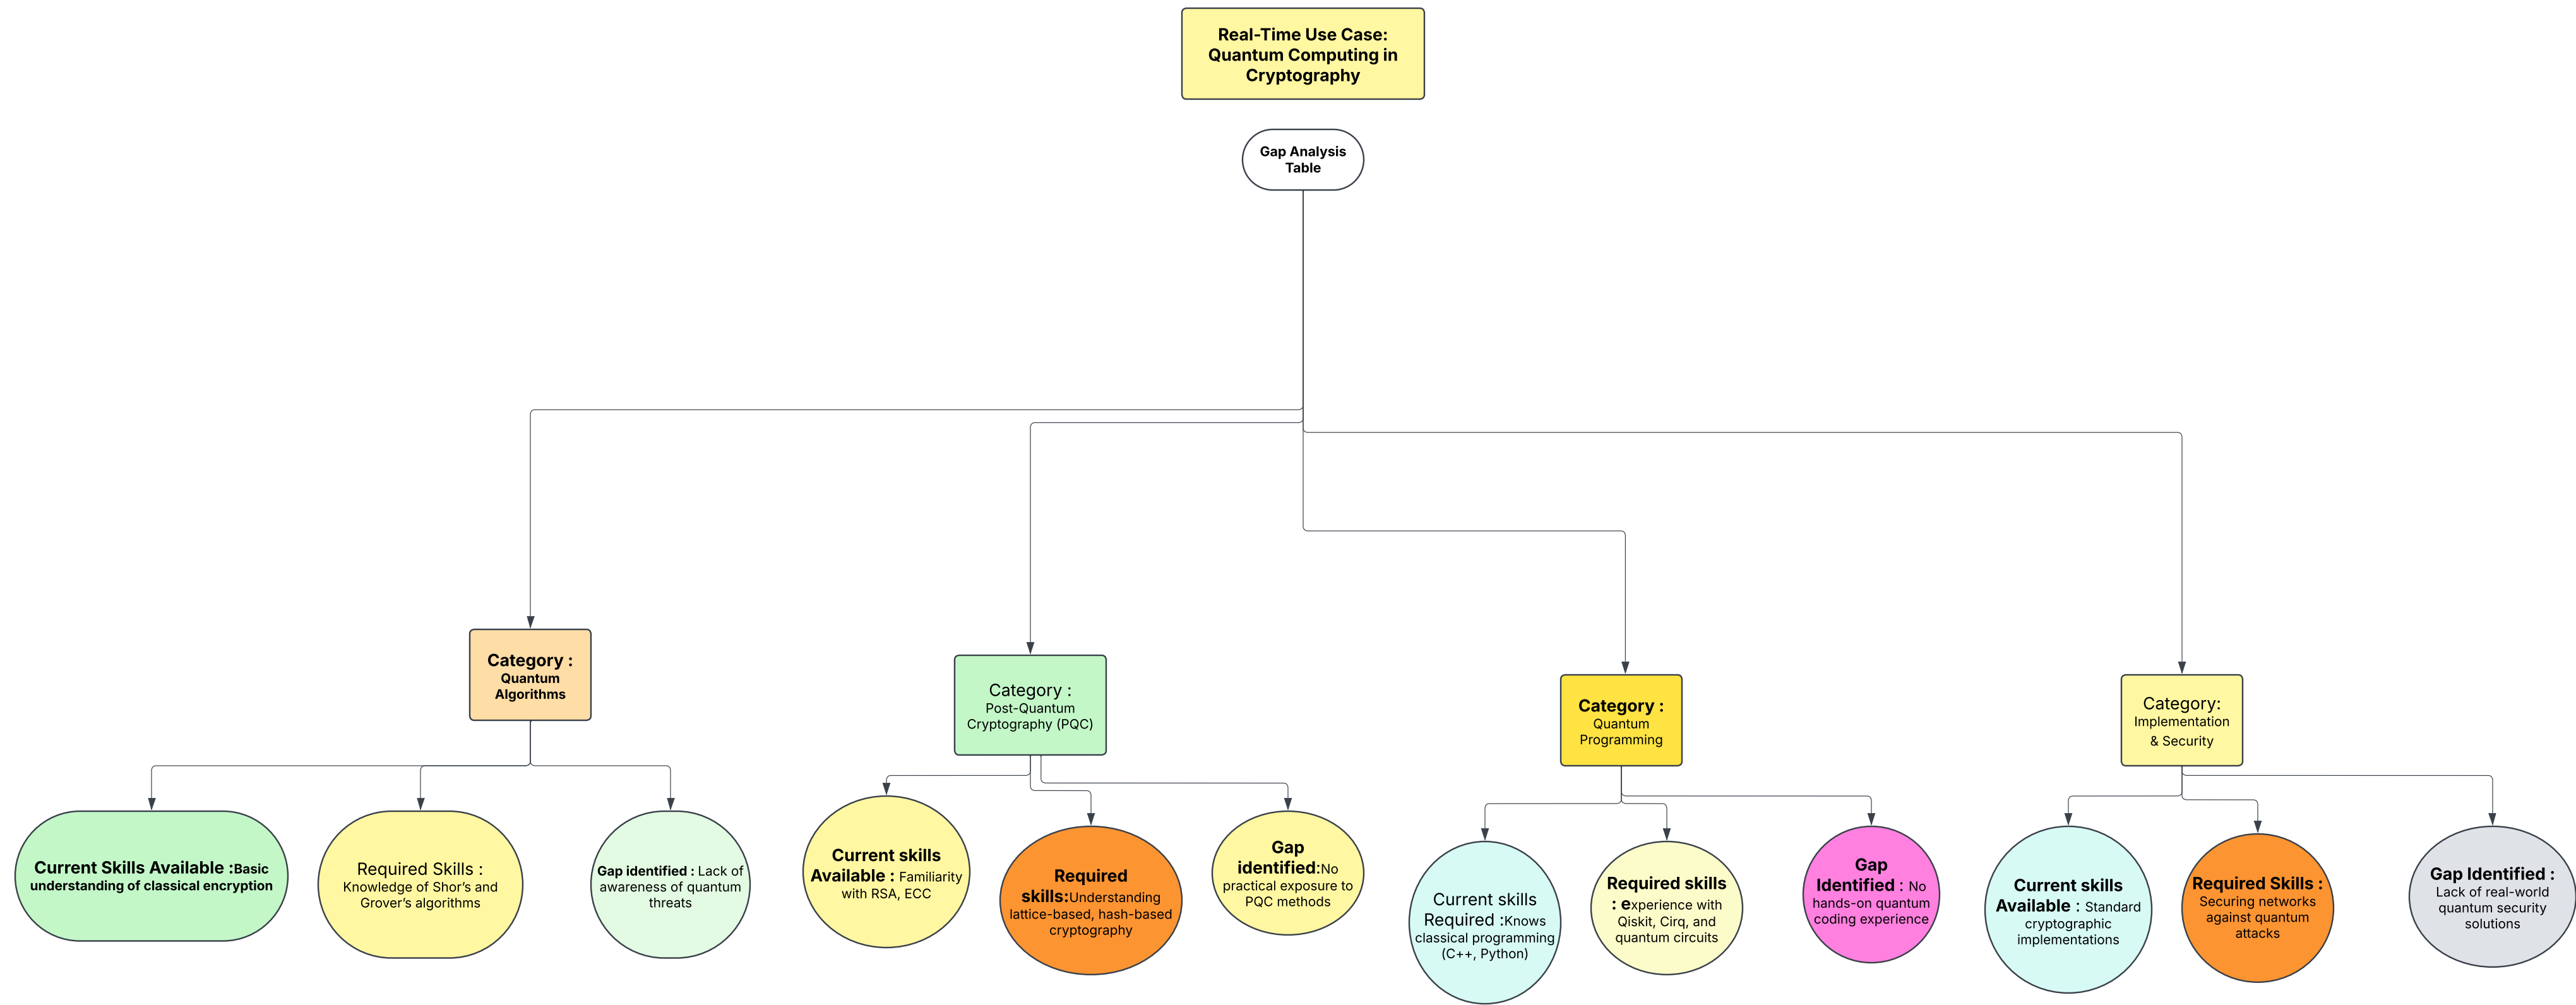 Real-Time Use Case:
Quantum Computing in
Cryptography
Gap Analysis
Table
Category :
Quantum
Algorithms
Category :
Post-Quantum
Cryptography (PQC)
Category :
Quantum
Programming
Category:
Implementation
& Security
Current Skills Available :Basic
understanding of classical encryption
Required Skills :
Knowledge of Shor’s and
Grover’s algorithms
Gap identified : Lack of
awareness of quantum
threats
Current skills
Available : Familiarity
with RSA, ECC
Required
skills:Understanding
lattice-based, hash-based
cryptography
Gap
identified:No
practical exposure to
PQC methods
Current skills
Required :Knows
classical programming
(C++, Python)
Required skills
: experience with
Qiskit, Cirq, and
quantum circuits
Gap
Identified : No
hands-on quantum
coding experience
Current skills
Available : Standard
cryptographic
implementations
Required Skills :
Securing networks
against quantum
attacks
Gap Identified :
Lack of real-world
quantum security
solutions